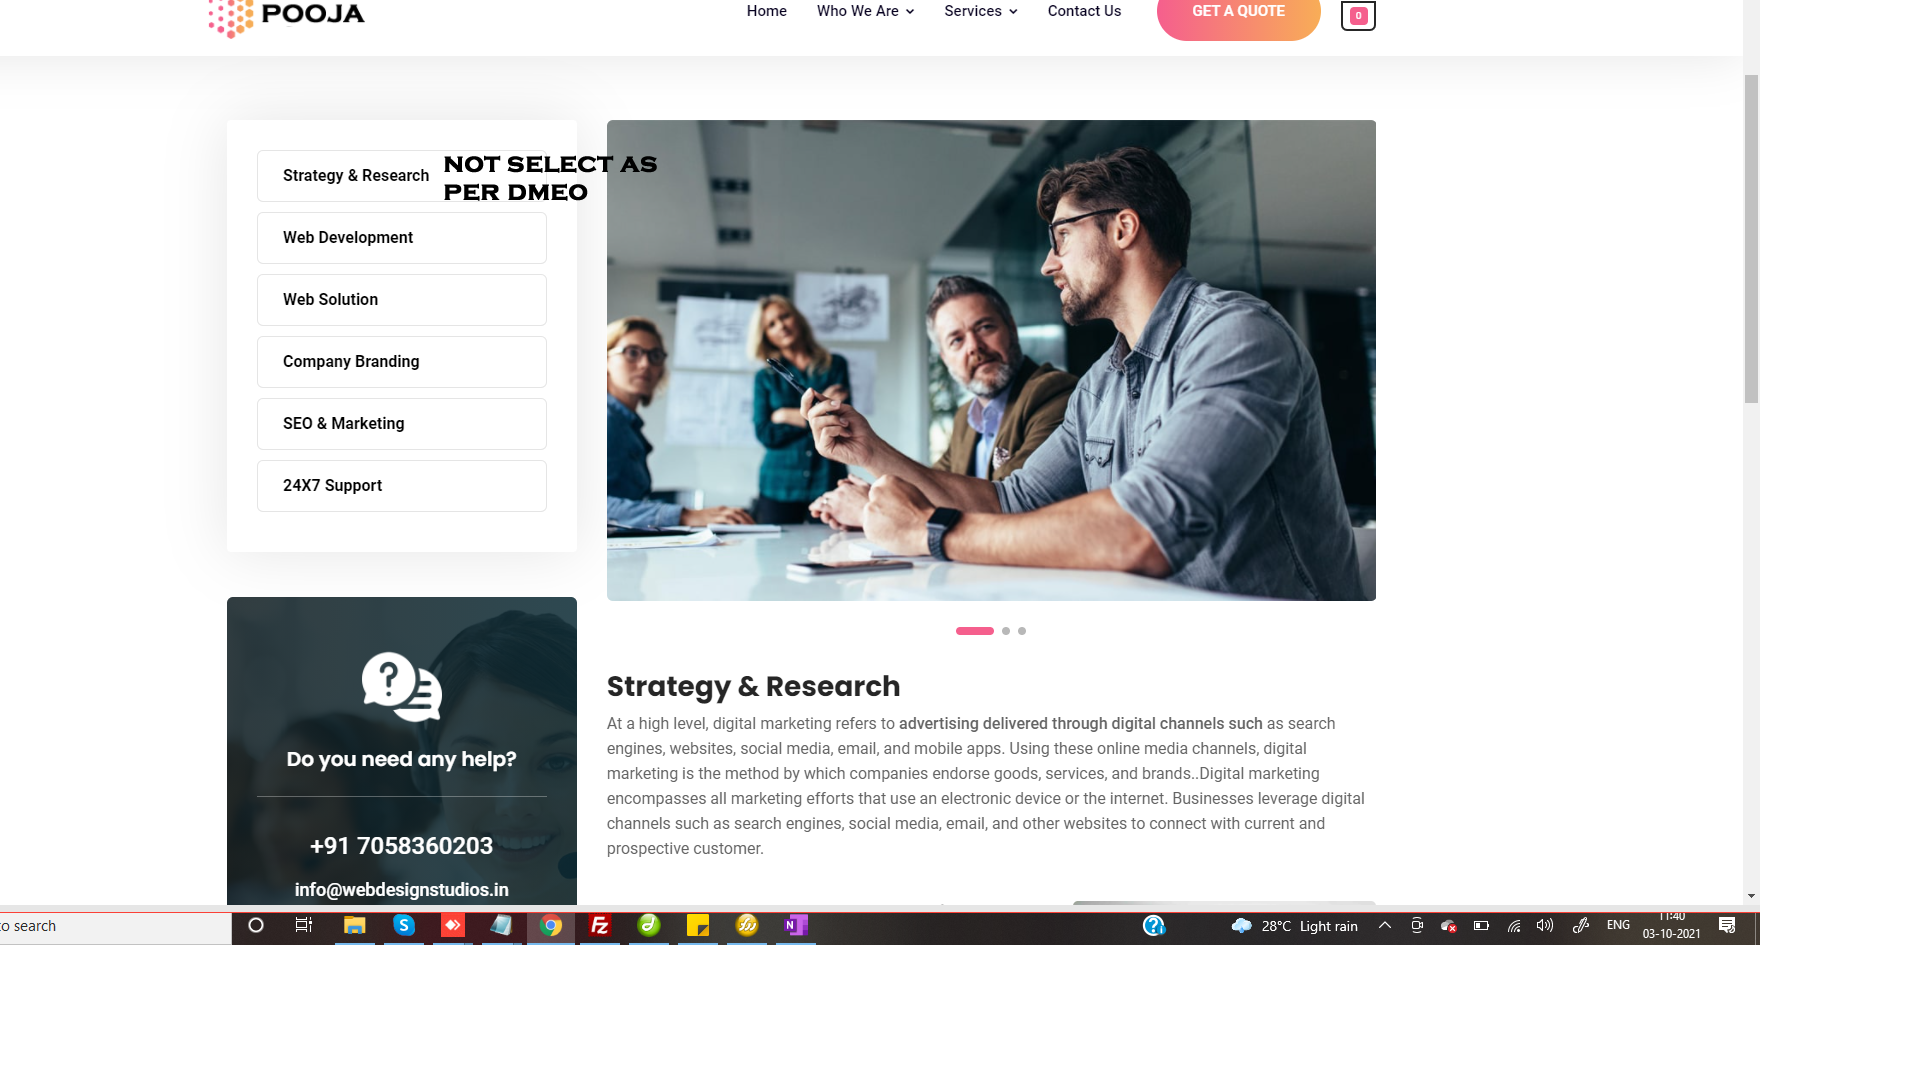 POOJA
Home Who We Are Services Contact Us GET A QUOTE 0
Strategy & Research
NOT SELECT AS
PER DMEO
Web Development
Web Solution
Company Branding
SEO & Marketing
24X7 Support
Do you need any help?
+91 7058360203
info@webdesignstudios.in
Strategy & Research
At a high level, digital marketing refers to advertising delivered through digital channels such as search
engines, websites, social media, email, and mobile apps. Using these online media channels, digital
marketing is the method by which companies endorse goods, services, and brands..Digital marketing
encompasses all marketing efforts that use an electronic device or the internet. Businesses leverage digital
channels such as search engines, social media, email, and other websites to connect with current and
prospective customer.
to search
28°C Light rain
ENG
11:40
03-10-2021